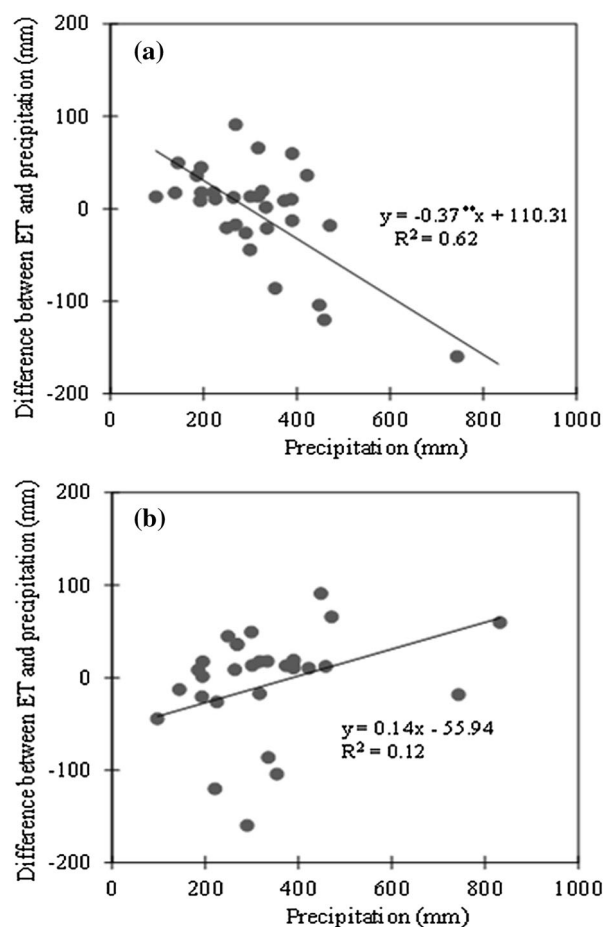 200
(a)
100
0
-100
-200
Difference between ET and precipitation (mm)
y = -0.37**x + 110.31
R² = 0.62
0 200 400 600 800 1000
Precipitation (mm)
200
(b)
100
0
-100
-200
Difference between ET and precipitation (mm)
y = 0.14x - 55.94
R² = 0.12
0 200 400 600 800 1000
Precipitation (mm)